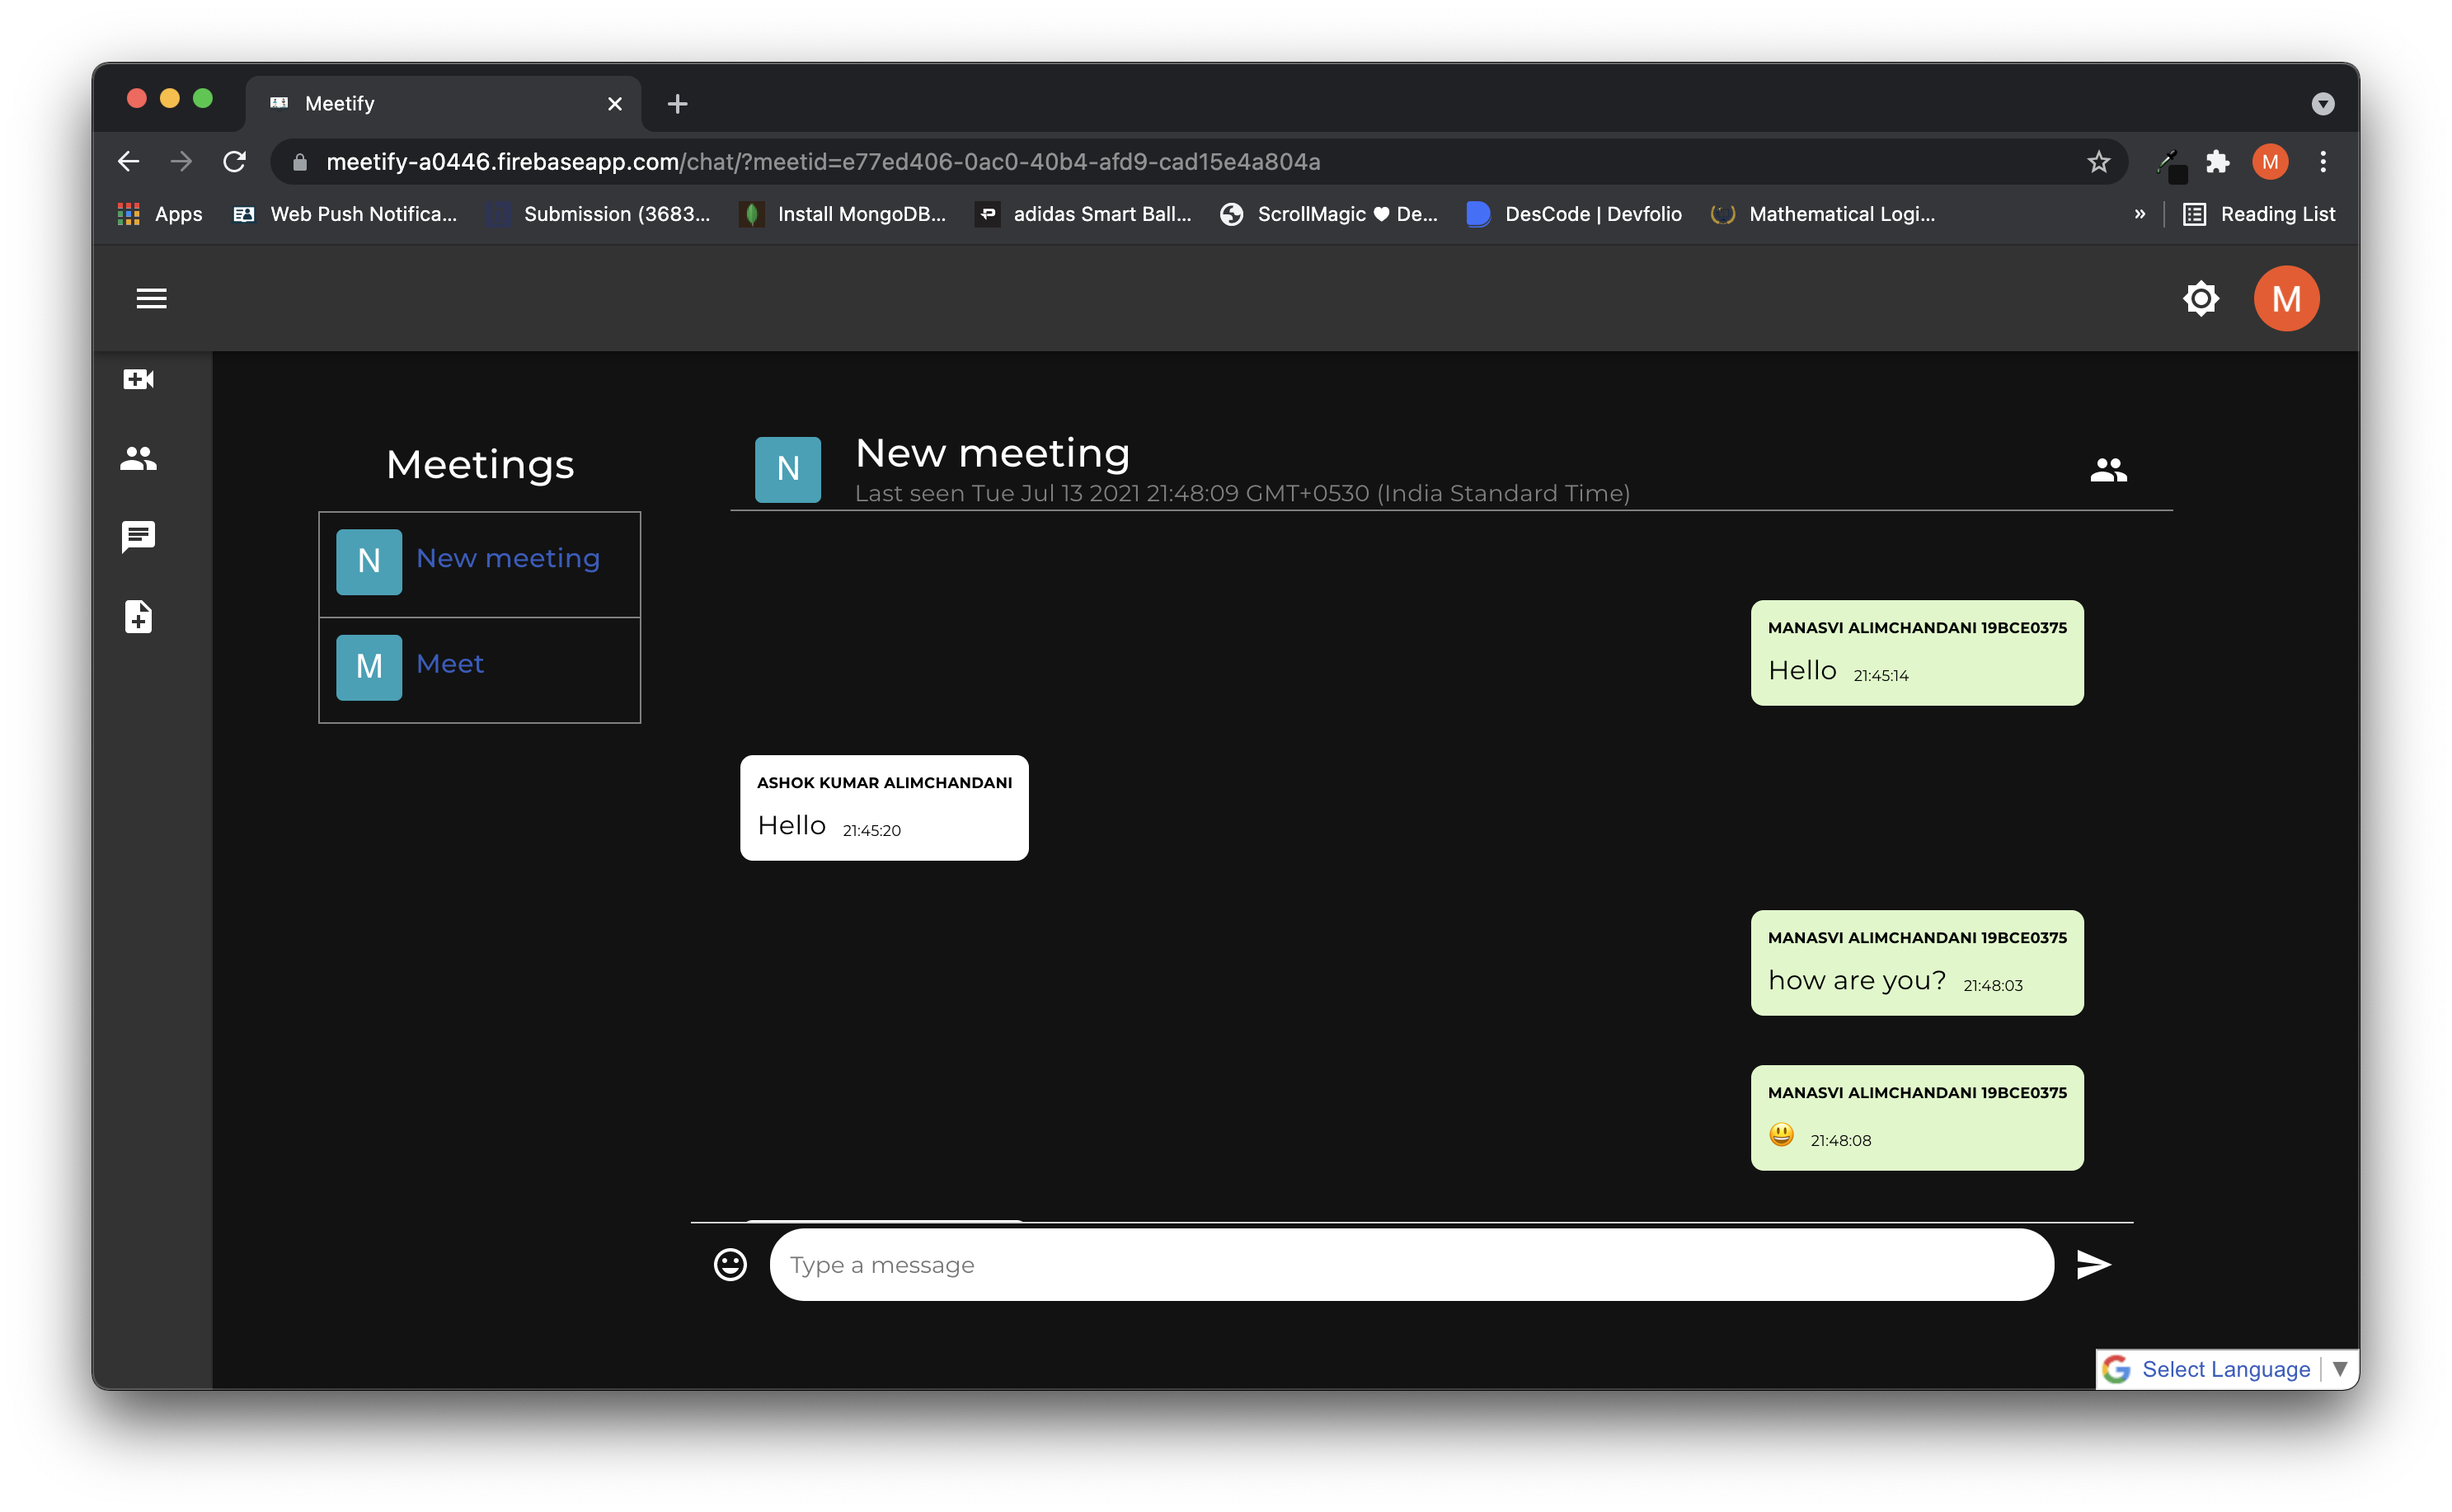 Meetify
meetify-a0446.firebaseapp.com/chat/?meetid=e77ed406-0ac0-40b4-afd9-cad15e4a804a
M
Apps
Web Push Notifica...
Submission (3683...
Install MongoDB...
adidas Smart Ball...
ScrollMagic ♥ De...
DesCode | Devfolio
Mathematical Logi...
»
Reading List
M
Meetings
N New meeting
M Meet
N
New meeting
Last seen Tue Jul 13 2021 21:48:09 GMT+0530 (India Standard Time)
MANASVI ALIMCHANDANI 19BCE0375
Hello 21:45:14
ASHOK KUMAR ALIMCHANDANI
Hello 21:45:20
MANASVI ALIMCHANDANI 19BCE0375
how are you? 21:48:03
MANASVI ALIMCHANDANI 19BCE0375
😃 21:48:08
Type a message
G Select Language ▼